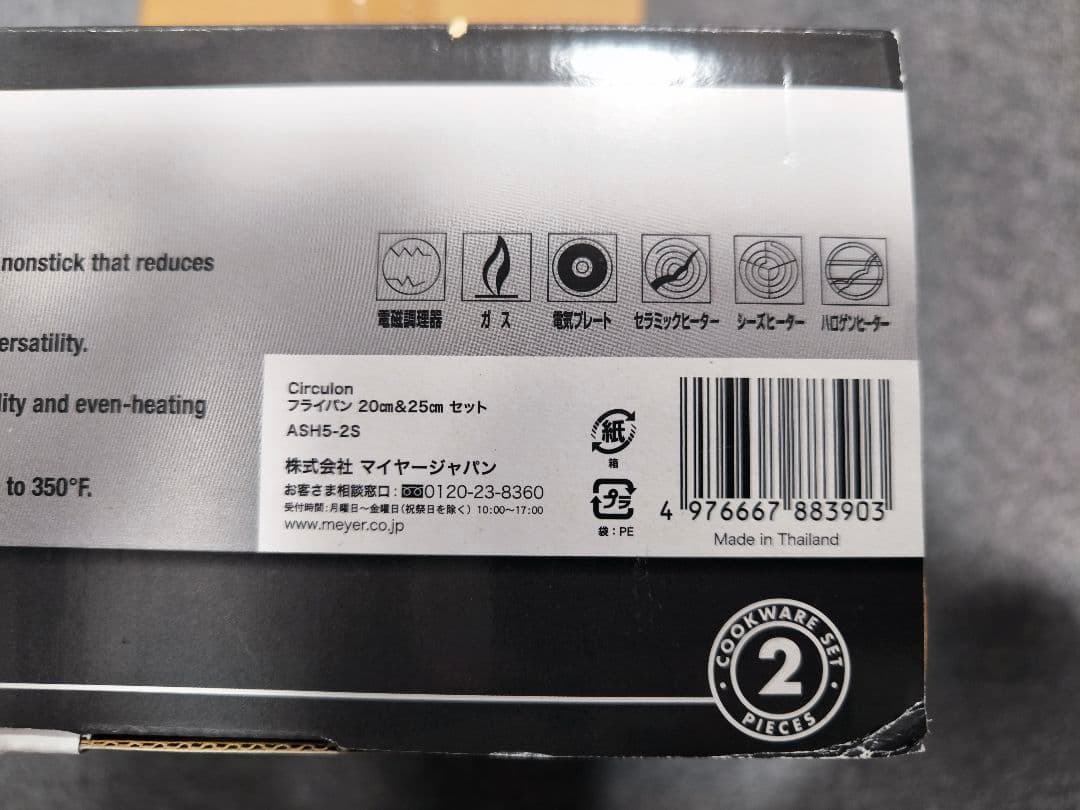 nonstick that reduces
ersatility.
lity and even-heating
to 350°F.
電磁調理器 ガス 電気プレート セラミックヒーター シーズヒーター ハロゲンヒーター
Circulon
フライパン 20㎝&25㎝ セット
ASH5-2S
株式会社 マイヤージャパン
お客さま相談窓口:0120-23-8360
受付時間:月曜日~金曜日(祝祭日を除く) 10:00~17:00
www.meyer.co.jp
紙
箱
プラ
袋:PE
4 976667 883903
Made in Thailand
COOKWARE SET
2
PIECES